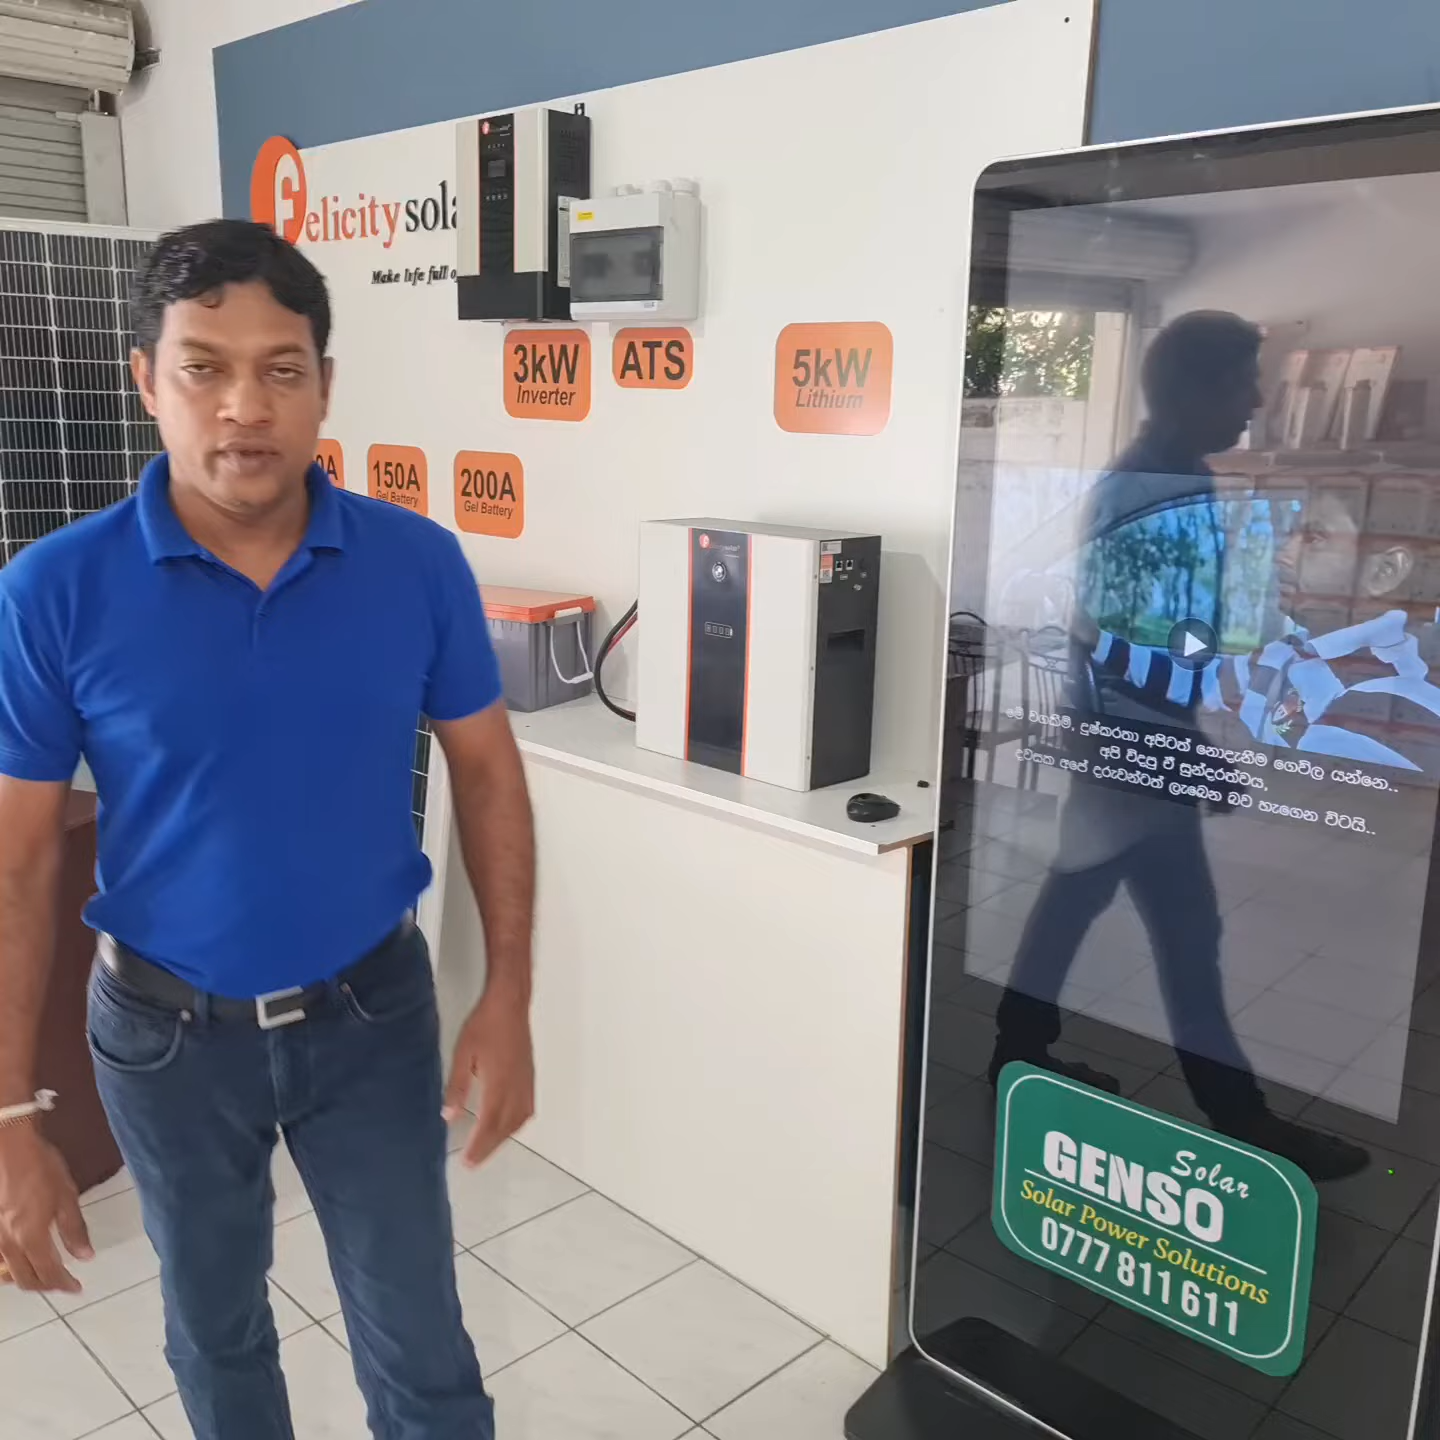 felicitysola
Make life full o
3kW
Inverter
ATS
5kW
Lithium
0A
150A
Gel Battery
200A
Gel Battery
මේ වගකීම්, දුෂ්කරතා අපිටත් නොදැනීම ගෙවිල යන්නෙ..
අපි විදපු ඒ සුන්දරත්වය,
දවසක අපේ දරුවන්ටත් ලැබෙන බව හැඟෙන විටයි..
Solar
GENSO
Solar Power Solutions
0777 811 611